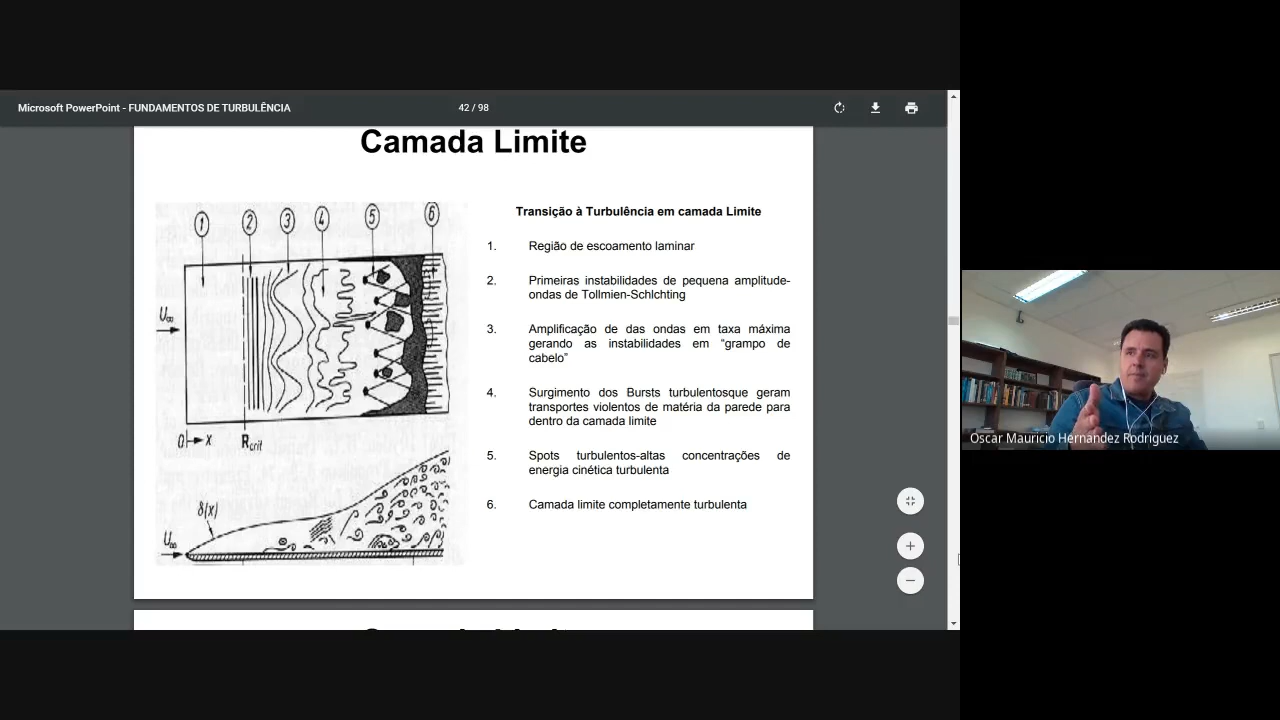 Microsoft PowerPoint - FUNDAMENTOS DE TURBULÊNCIA
42 / 98
Camada Limite
1
2
3
4
5
6
U∞
0
x
Rcrit
δ(x)
U∞
Transição à Turbulência em camada Limite
1. Região de escoamento laminar
2. Primeiras instabilidades de pequena amplitude-
ondas de Tollmien-Schlchting
3. Amplificação de das ondas em taxa máxima
gerando as instabilidades em “grampo de
cabelo”
4. Surgimento dos Bursts turbulentosque geram
transportes violentos de matéria da parede para
dentro da camada limite
5. Spots turbulentos-altas concentrações de
energia cinética turbulenta
6. Camada limite completamente turbulenta
Oscar Mauricio Hernandez Rodriguez